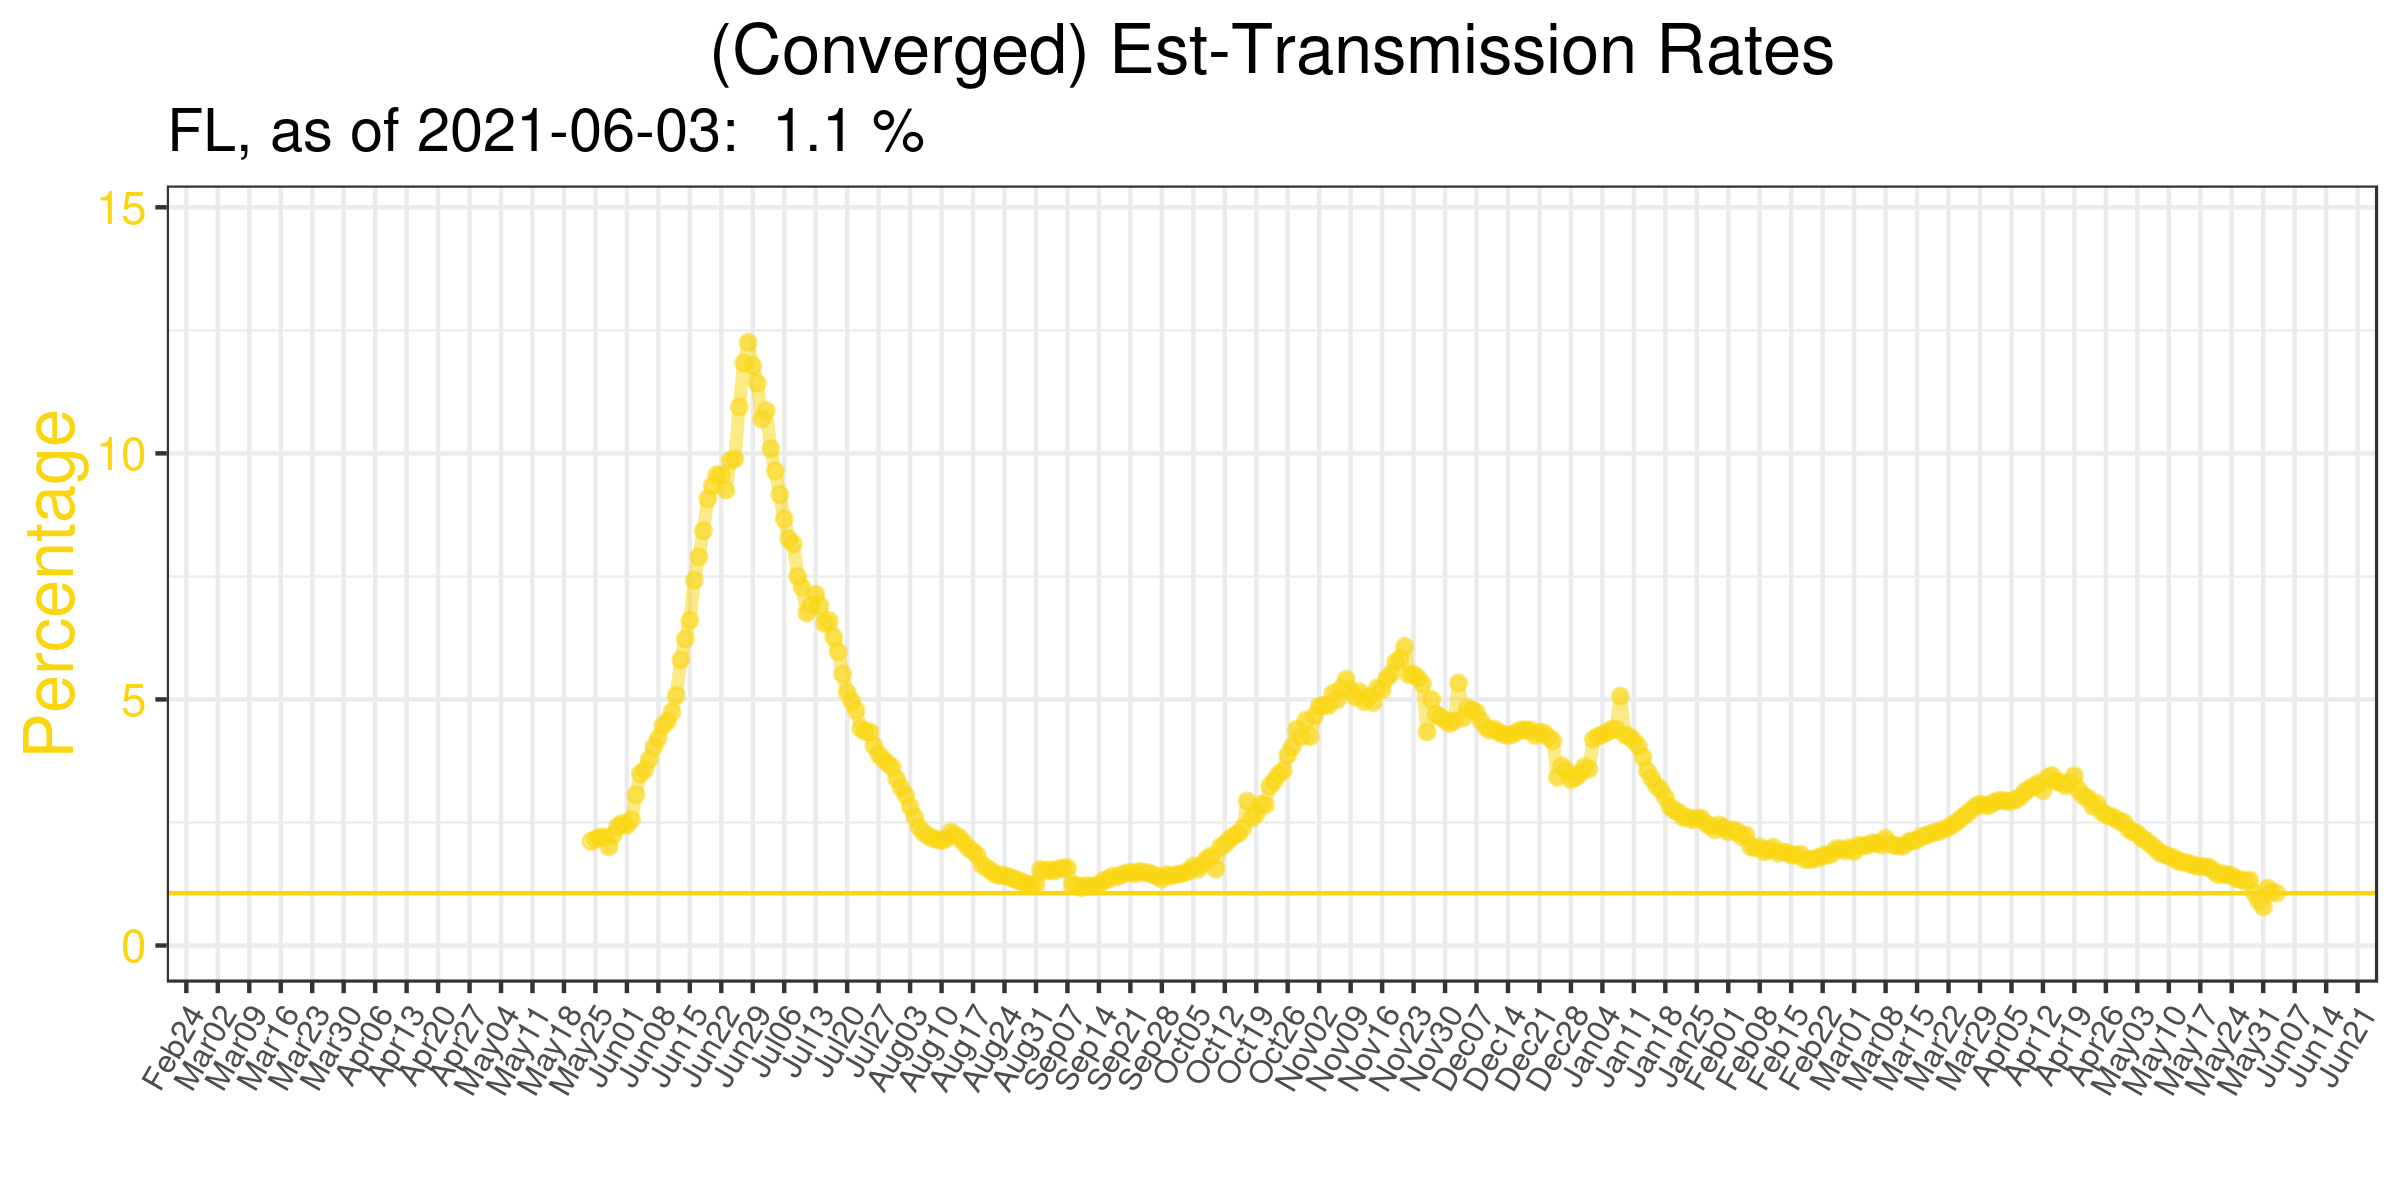 (Converged) Est-Transmission Rates
FL, as of 2021-06-03:  1.1 %
Percentage
15
10
5
0
Feb24
Mar02
Mar09
Mar16
Mar23
Mar30
Apr06
Apr13
Apr20
Apr27
May04
May11
May18
May25
Jun01
Jun08
Jun15
Jun22
Jun29
Jul06
Jul13
Jul20
Jul27
Aug03
Aug10
Aug17
Aug24
Aug31
Sep07
Sep14
Sep21
Sep28
Oct05
Oct12
Oct19
Oct26
Nov02
Nov09
Nov16
Nov23
Nov30
Dec07
Dec14
Dec21
Dec28
Jan04
Jan11
Jan18
Jan25
Feb01
Feb08
Feb15
Feb22
Mar01
Mar08
Mar15
Mar22
Mar29
Apr05
Apr12
Apr19
Apr26
May03
May10
May17
May24
May31
Jun07
Jun14
Jun21